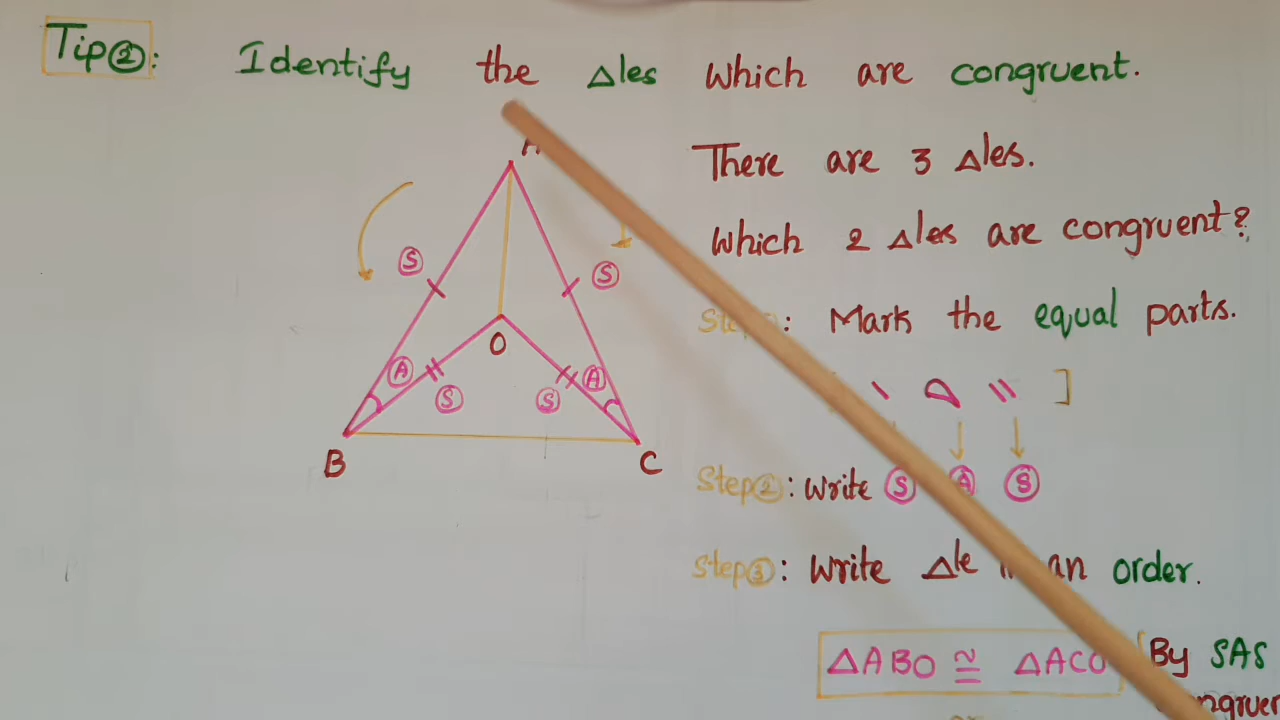 Tip②: Identify the △les which are congruent.
There are 3 △les.
Which 2 △les are congruent?
: Mark the equal parts.
Step②: Write Ⓢ Ⓐ Ⓢ
Step③: Write △le an order.
△ABO ≅ △ACO By SAS
A
Ⓢ Ⓢ
O
Ⓐ Ⓢ Ⓢ Ⓐ
B C